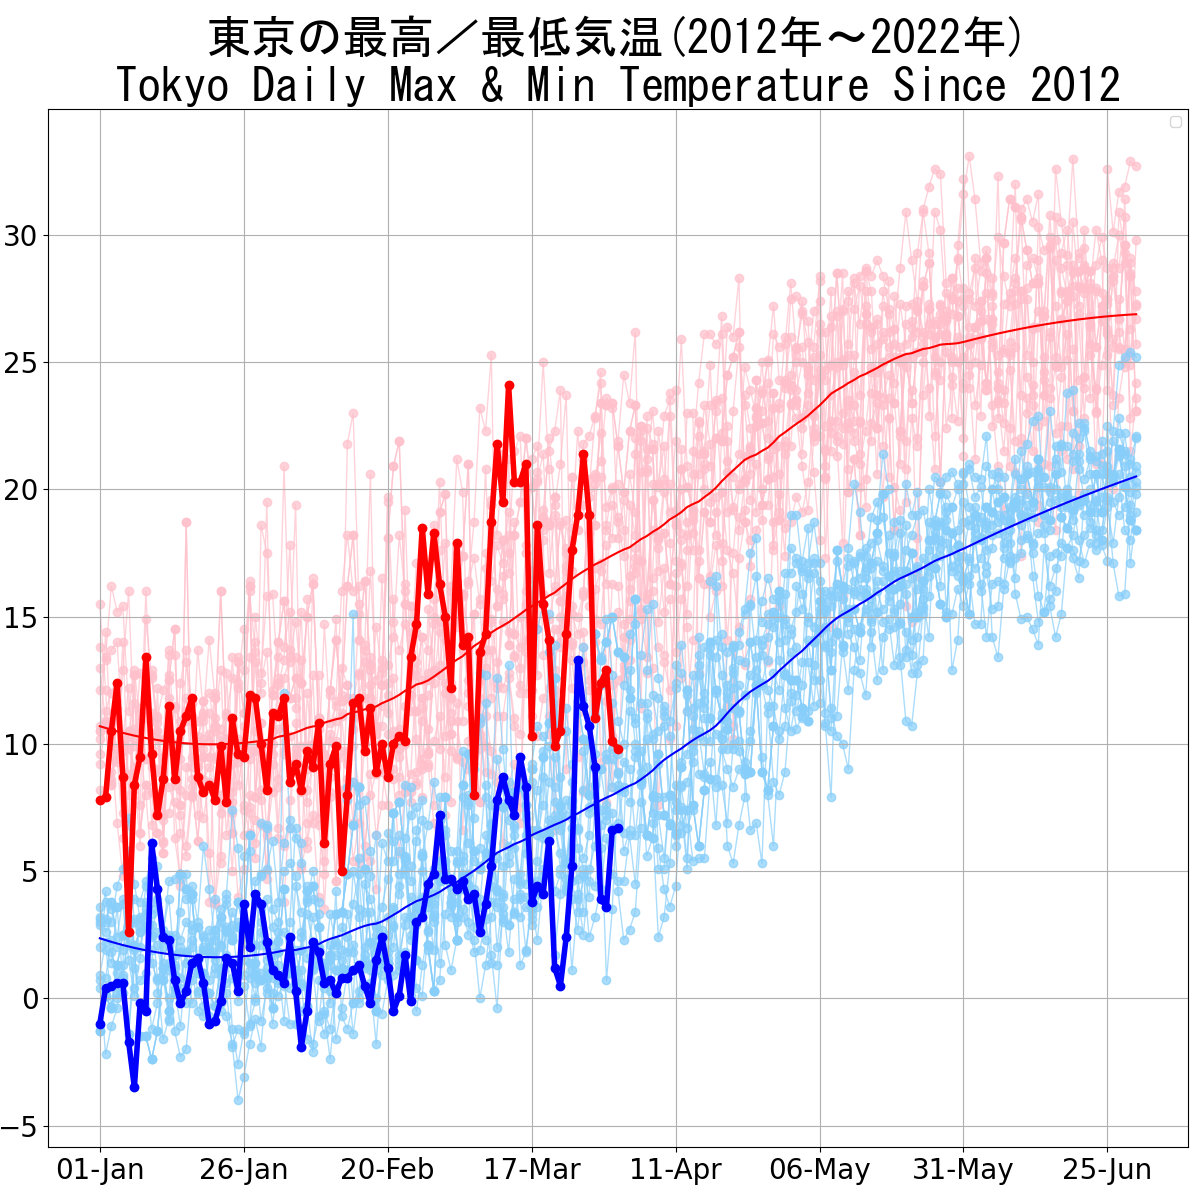 東京の最高／最低気温(2012年～2022年)
Tokyo Daily Max & Min Temperature Since 2012
30
25
20
15
10
5
0
−5
01-Jan 26-Jan 20-Feb 17-Mar 11-Apr 06-May 31-May 25-Jun